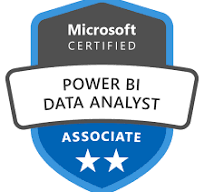 Microsoft
CERTIFIED
POWER BI
DATA ANALYST
ASSOCIATE